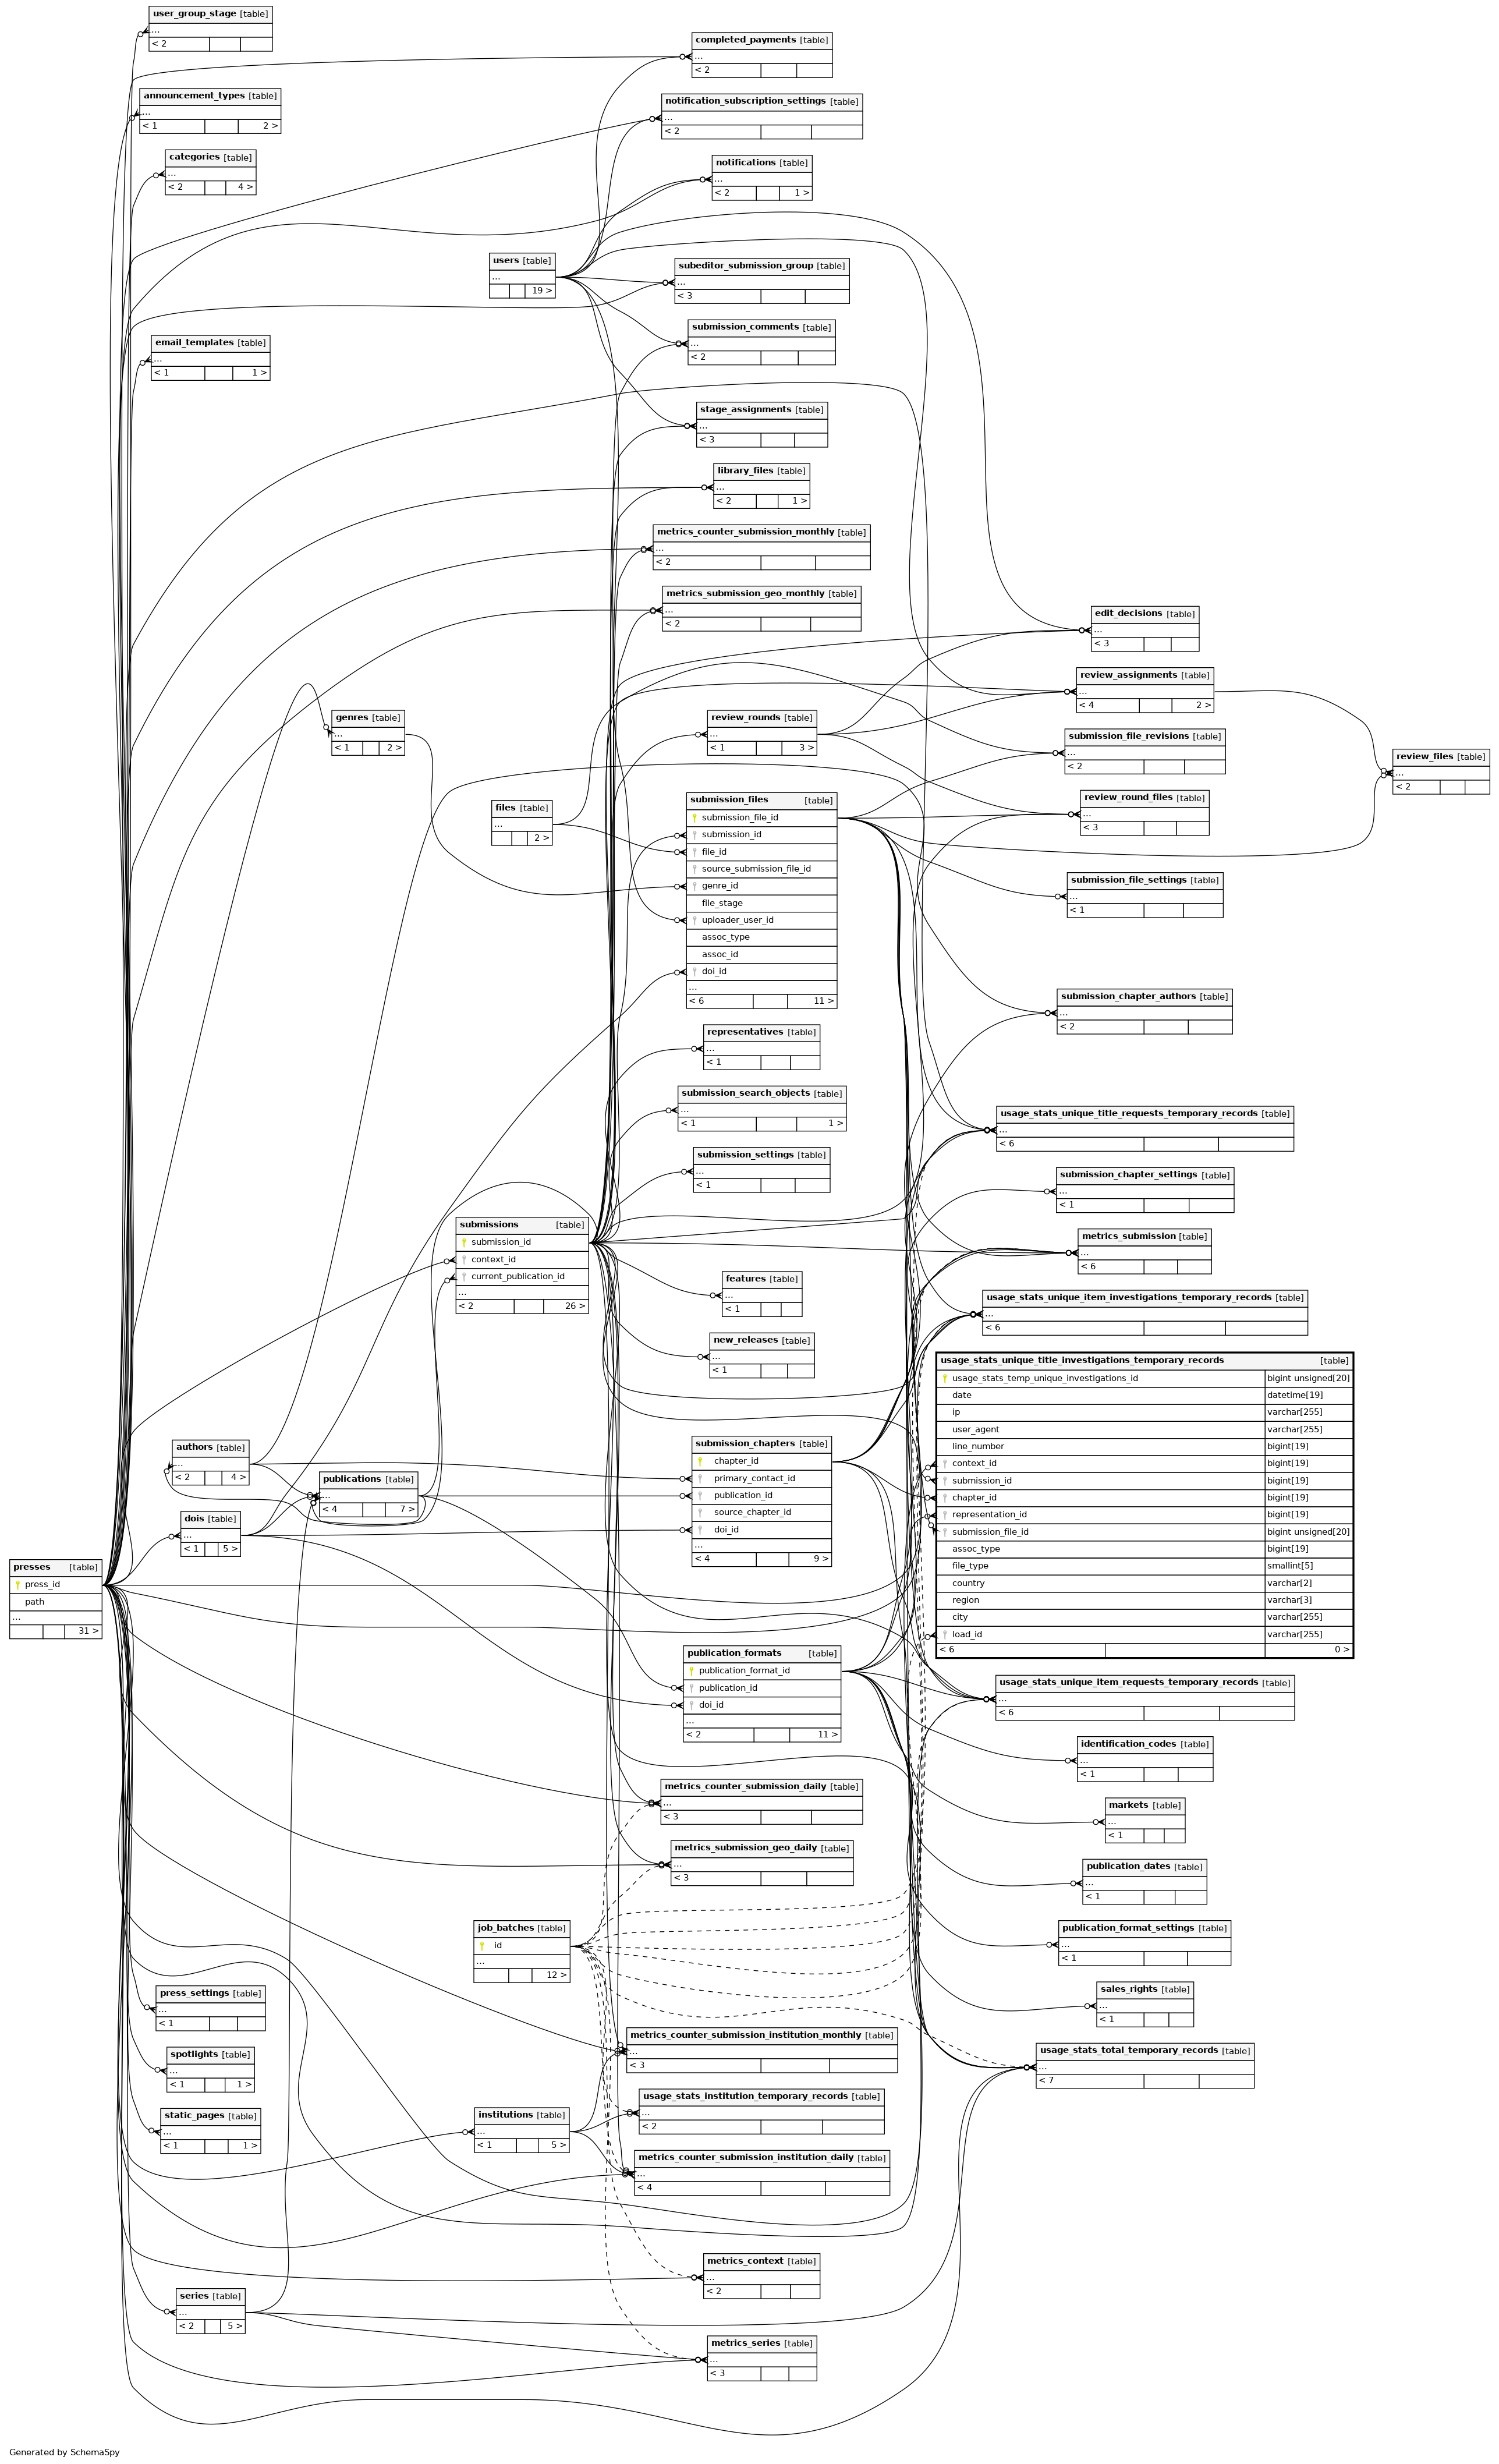 user_group_stage [table]
...
< 2
announcement_types [table]
...
< 1 2 >
categories [table]
...
< 2 4 >
email_templates [table]
...
< 1 1 >
genres [table]
...
< 1 2 >
authors [table]
...
< 2 4 >
publications [table]
...
< 4 7 >
dois [table]
...
< 1 5 >
presses [table]
press_id
path
...
31 >
press_settings [table]
...
< 1
spotlights [table]
...
< 1 1 >
static_pages [table]
...
< 1 1 >
series [table]
...
< 2 5 >
users [table]
...
19 >
files [table]
...
2 >
submissions [table]
submission_id
context_id
current_publication_id
...
< 2 26 >
job_batches [table]
id
...
12 >
institutions [table]
...
< 1 5 >
completed_payments [table]
...
< 2
notification_subscription_settings [table]
...
< 2
notifications [table]
...
< 2 1 >
subeditor_submission_group [table]
...
< 3
submission_comments [table]
...
< 2
stage_assignments [table]
...
< 3
library_files [table]
...
< 2 1 >
metrics_counter_submission_monthly [table]
...
< 2
metrics_submission_geo_monthly [table]
...
< 2
review_rounds [table]
...
< 1 3 >
submission_files [table]
submission_file_id
submission_id
file_id
source_submission_file_id
genre_id
file_stage
uploader_user_id
assoc_type
assoc_id
doi_id
...
< 6 11 >
representatives [table]
...
< 1
submission_search_objects [table]
...
< 1 1 >
submission_settings [table]
...
< 1
features [table]
...
< 1
new_releases [table]
...
< 1
submission_chapters [table]
chapter_id
primary_contact_id
publication_id
source_chapter_id
doi_id
...
< 4 9 >
publication_formats [table]
publication_format_id
publication_id
doi_id
...
< 2 11 >
metrics_counter_submission_daily [table]
...
< 3
metrics_submission_geo_daily [table]
...
< 3
metrics_counter_submission_institution_monthly [table]
...
< 3
usage_stats_institution_temporary_records [table]
...
< 2
metrics_counter_submission_institution_daily [table]
...
< 4
metrics_context [table]
...
< 2
metrics_series [table]
...
< 3
edit_decisions [table]
...
< 3
review_assignments [table]
...
< 4 2 >
submission_file_revisions [table]
...
< 2
review_round_files [table]
...
< 3
review_files [table]
...
< 2
submission_file_settings [table]
...
< 1
submission_chapter_authors [table]
...
< 2
usage_stats_unique_title_requests_temporary_records [table]
...
< 6
submission_chapter_settings [table]
...
< 1
metrics_submission [table]
...
< 6
usage_stats_unique_item_investigations_temporary_records [table]
...
< 6
usage_stats_unique_title_investigations_temporary_records [table]
usage_stats_temp_unique_investigations_id bigint unsigned[20]
date datetime[19]
ip varchar[255]
user_agent varchar[255]
line_number bigint[19]
context_id bigint[19]
submission_id bigint[19]
chapter_id bigint[19]
representation_id bigint[19]
submission_file_id bigint unsigned[20]
assoc_type bigint[19]
file_type smallint[5]
country varchar[2]
region varchar[3]
city varchar[255]
load_id varchar[255]
< 6 0 >
usage_stats_unique_item_requests_temporary_records [table]
...
< 6
identification_codes [table]
...
< 1
markets [table]
...
< 1
publication_dates [table]
...
< 1
publication_format_settings [table]
...
< 1
sales_rights [table]
...
< 1
usage_stats_total_temporary_records [table]
...
< 7
Generated by SchemaSpy